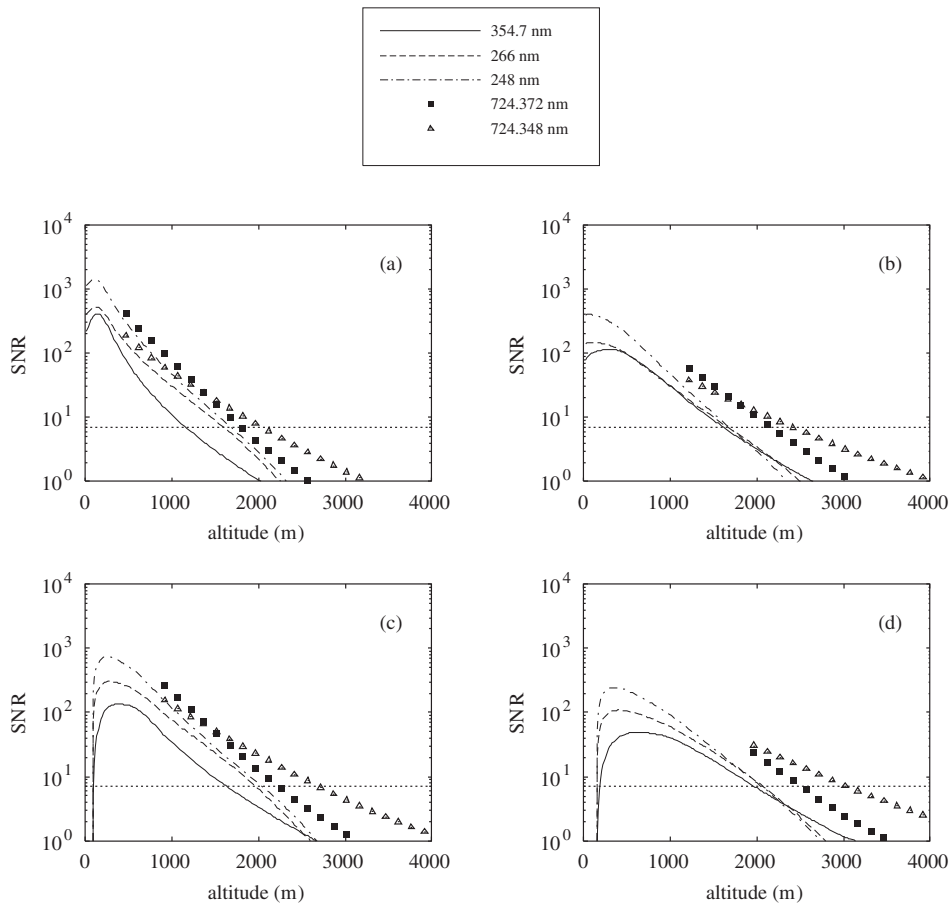 354.7 nm
266 nm
248 nm
724.372 nm
724.348 nm
(a)
SNR
10^4
10^3
10^2
10^1
10^0
0 1000 2000 3000 4000
altitude (m)
(b)
SNR
10^4
10^3
10^2
10^1
10^0
0 1000 2000 3000 4000
altitude (m)
(c)
SNR
10^4
10^3
10^2
10^1
10^0
0 1000 2000 3000 4000
altitude (m)
(d)
SNR
10^4
10^3
10^2
10^1
10^0
0 1000 2000 3000 4000
altitude (m)